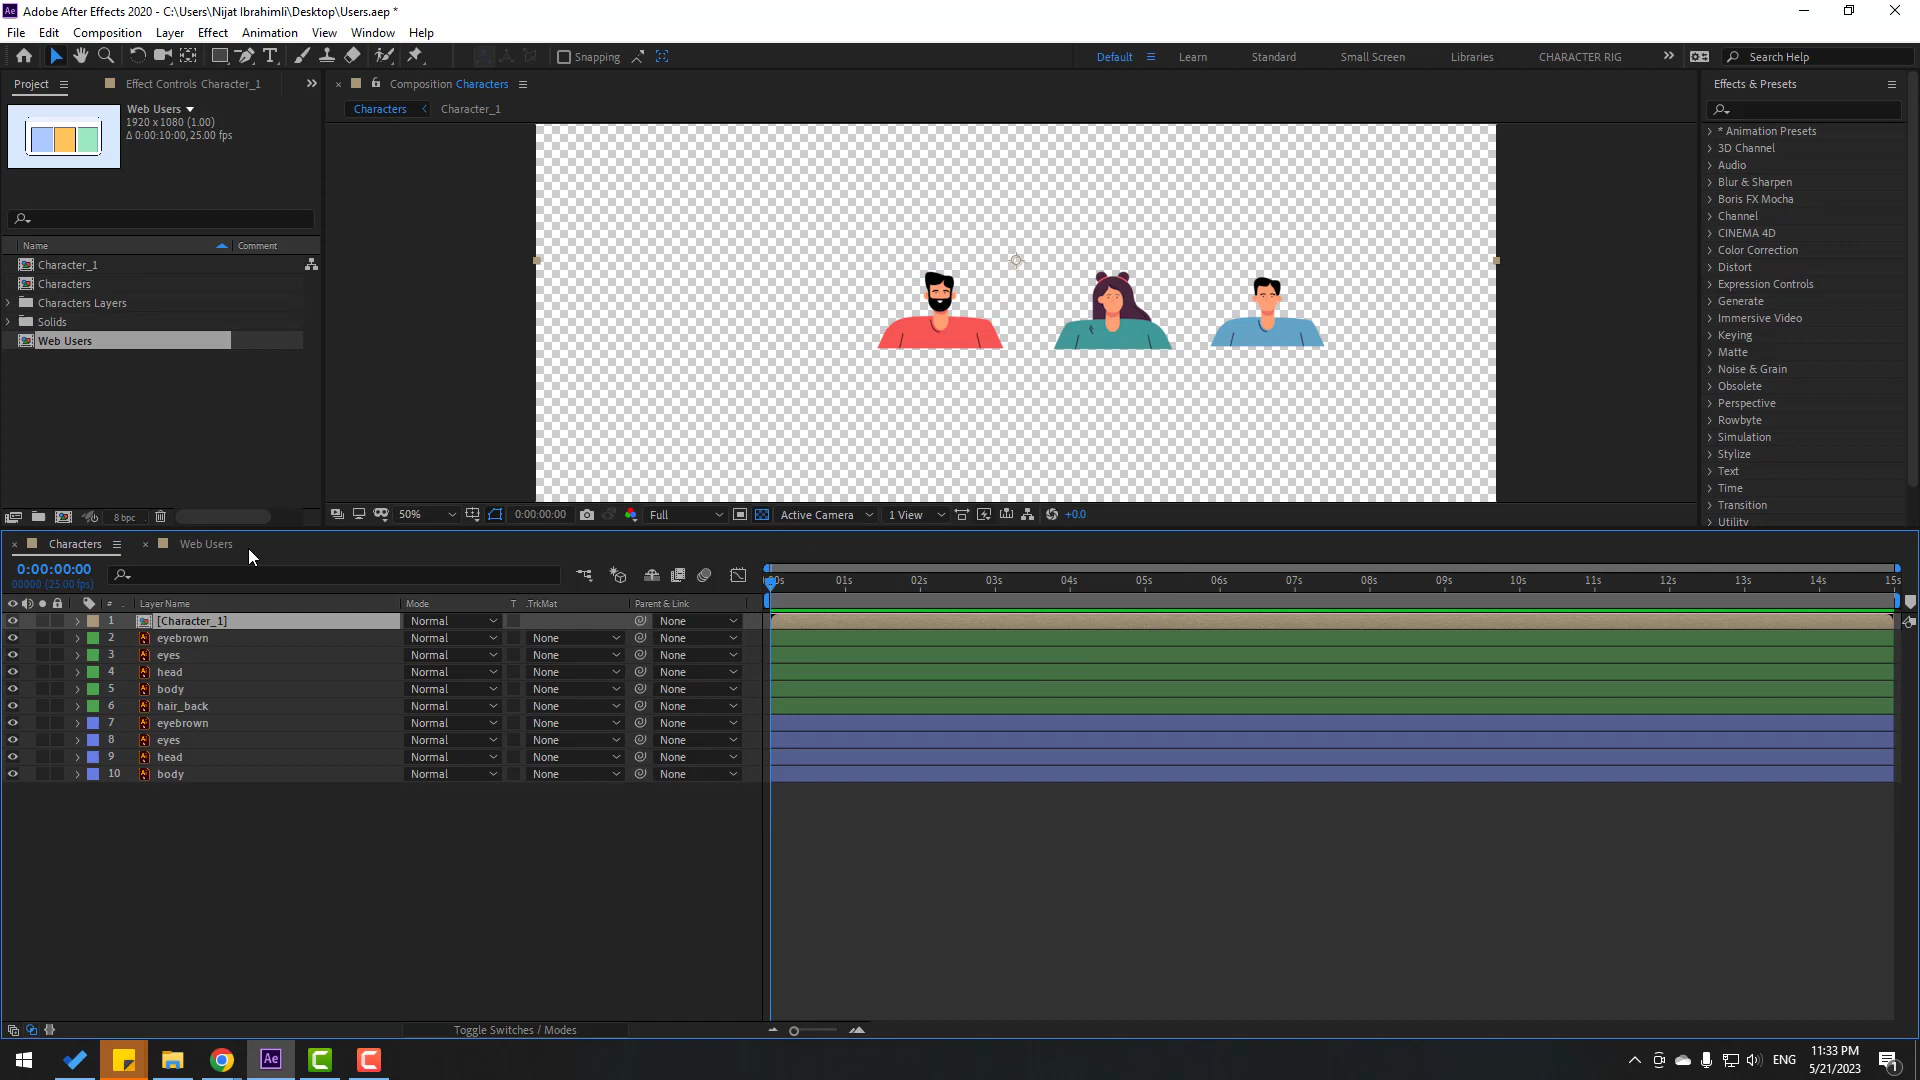 Adobe After Effects 2020 - C:\Users\Nijat Ibrahimli\Desktop\Users.aep *
File Edit Composition Layer Effect Animation View Window Help
Snapping Default Learn Standard Small Screen Libraries CHARACTER RIG Search Help
Project Effect Controls Character_1
Web Users
1920 x 1080 (1.00)
Δ 0:00:10:00, 25.00 fps
Name Comment
Character_1
Characters
Characters Layers
Solids
Web Users
8 bpc
Composition Characters
Characters Character_1
50% 0:00:00:00 Full Active Camera 1 View +0.0
Effects & Presets
* Animation Presets
3D Channel
Audio
Blur & Sharpen
Boris FX Mocha
Channel
CINEMA 4D
Color Correction
Distort
Expression Controls
Generate
Immersive Video
Keying
Matte
Noise & Grain
Obsolete
Perspective
Rowbyte
Simulation
Stylize
Text
Time
Transition
Utility
Characters Web Users
0:00:00:00
00000 (25.00 fps)
:00s 01s 02s 03s 04s 05s 06s 07s 08s 09s 10s 11s 12s 13s 14s 15s
# Layer Name Mode T .TrkMat Parent & Link
1 [Character_1] Normal None
2 eyebrown Normal None None
3 eyes Normal None None
4 head Normal None None
5 body Normal None None
6 hair_back Normal None None
7 eyebrown Normal None None
8 eyes Normal None None
9 head Normal None None
10 body Normal None None
Toggle Switches / Modes
Ae
ENG
11:33 PM
5/21/2023
1